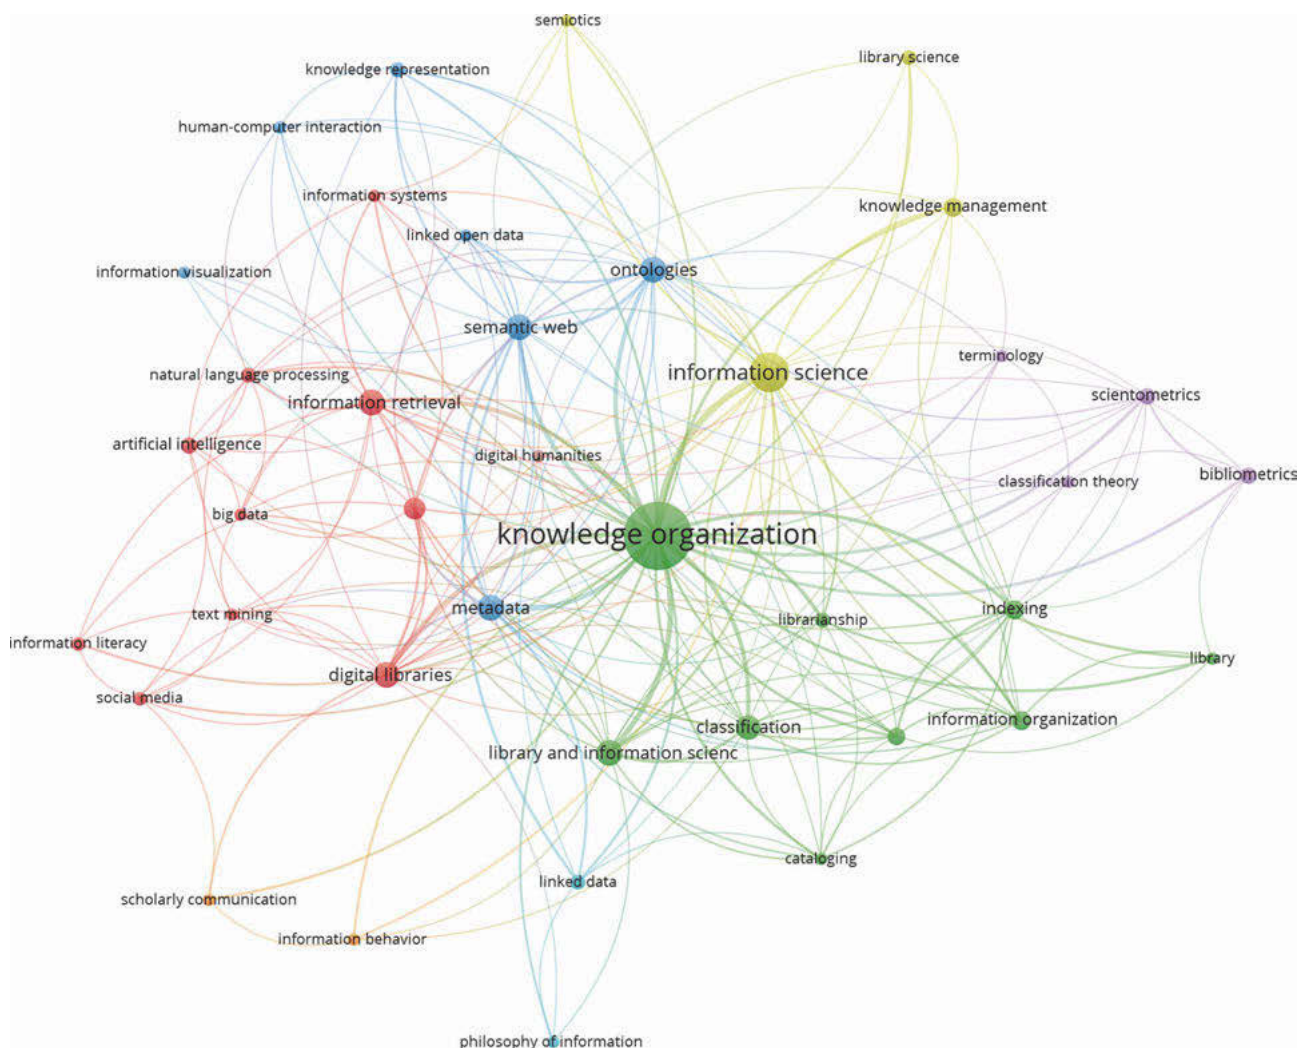 semiotics
library science
knowledge representation
human-computer interaction
information systems
knowledge management
linked open data
information visualization
ontologies
semantic web
terminology
information science
natural language processing
scientometrics
information retrieval
artificial intelligence
digital humanities
bibliometrics
classification theory
big data
knowledge organization
text mining
metadata
librarianship
indexing
information literacy
library
digital libraries
social media
classification
information organization
library and information scienc
cataloging
linked data
scholarly communication
information behavior
philosophy of information